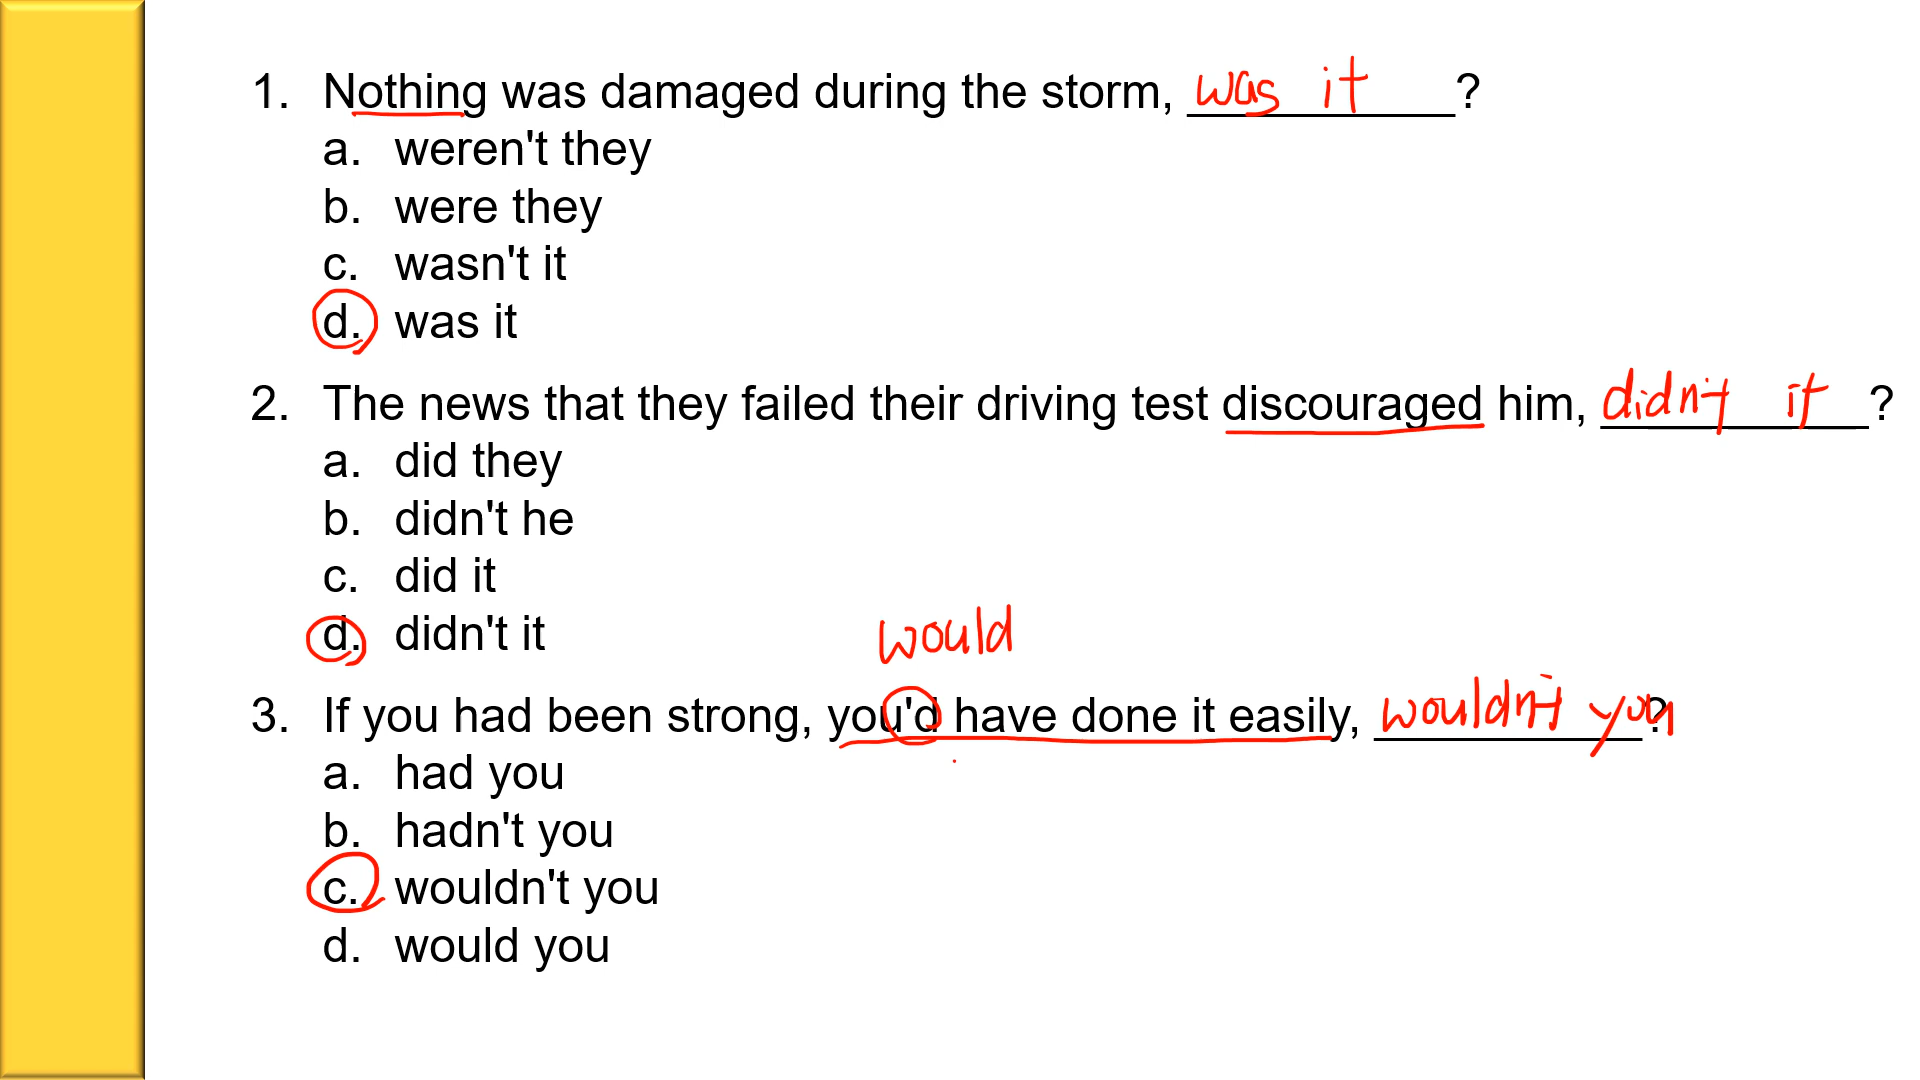 1. Nothing was damaged during the storm, was it ?
a. weren't they
b. were they
c. wasn't it
d. was it
2. The news that they failed their driving test discouraged him, didn't it ?
a. did they
b. didn't he
c. did it
d. didn't it
would
3. If you had been strong, you'd have done it easily, wouldn't you ?
a. had you
b. hadn't you
c. wouldn't you
d. would you